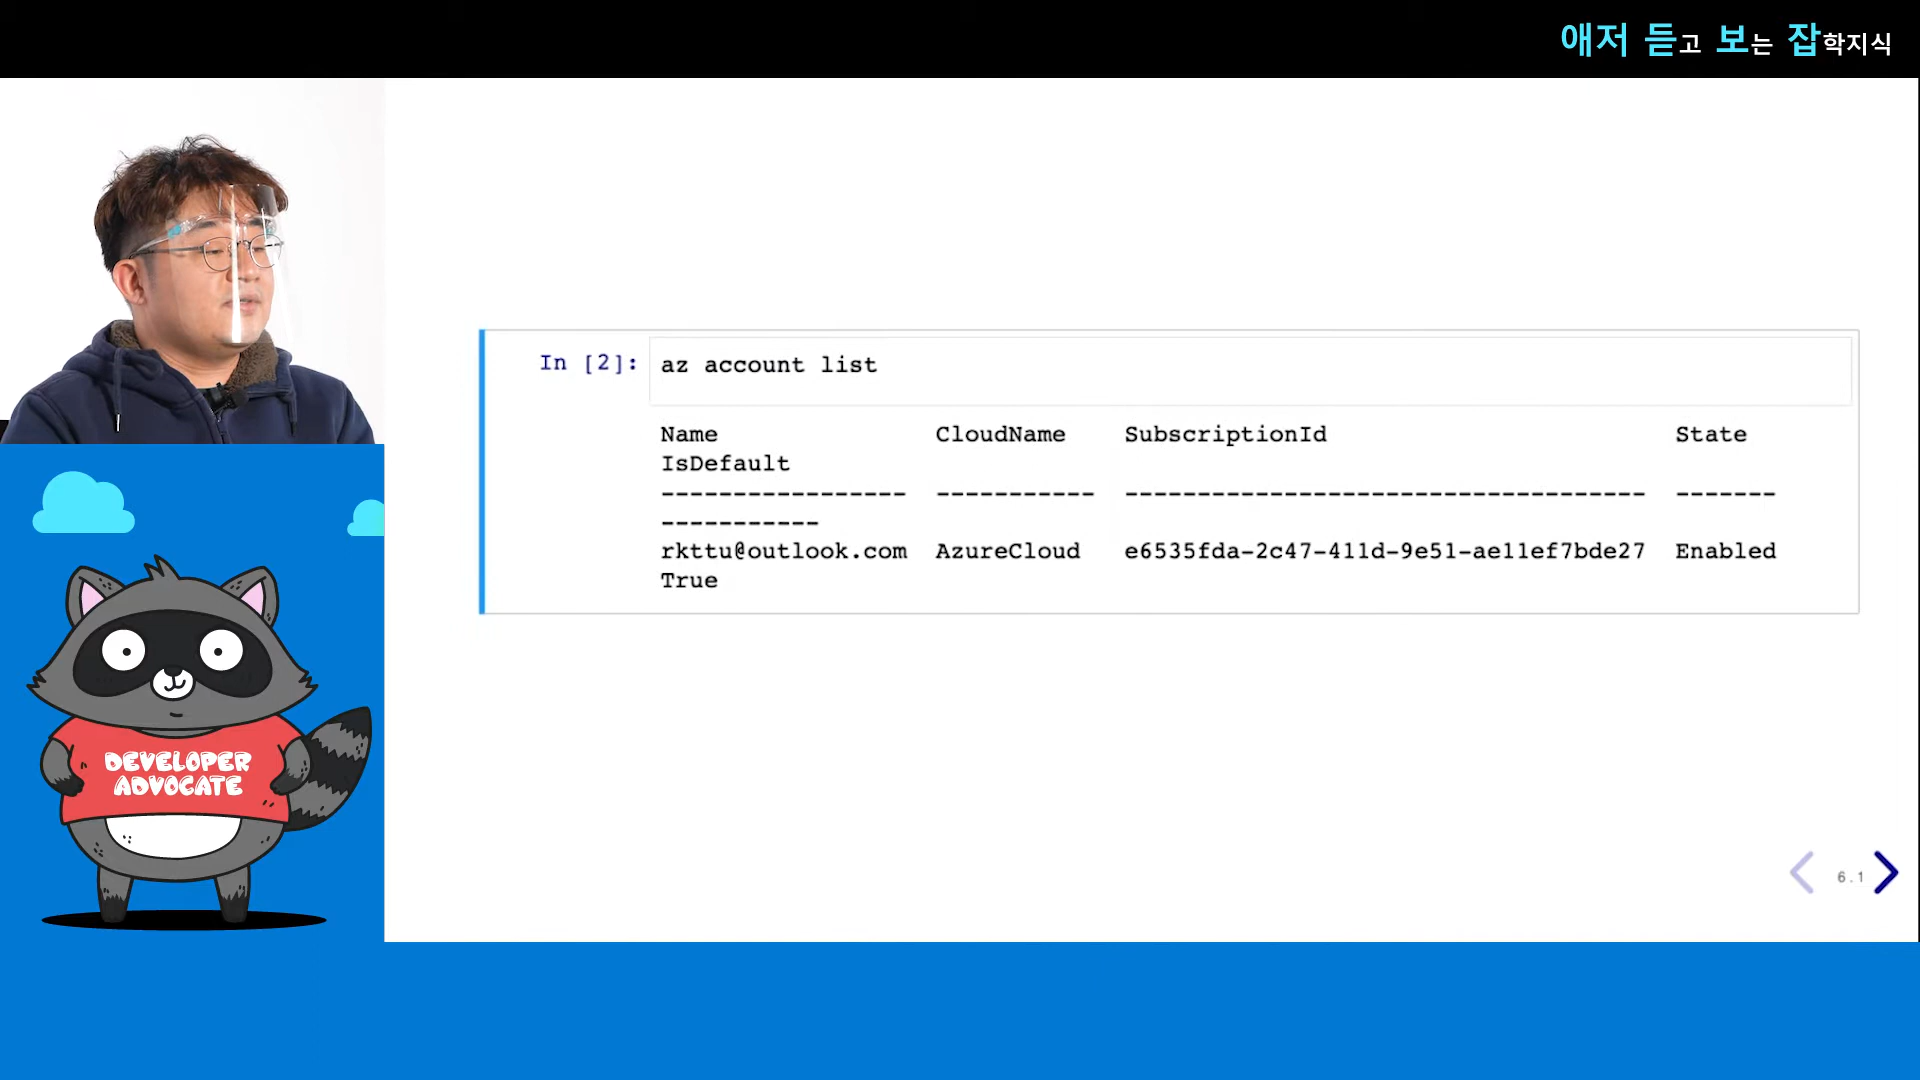 애저 듣고 보는 잡학지식
In [2]: az account list
Name CloudName SubscriptionId State
IsDefault
----------------- ----------- ------------------------------------ -------
-----------
rkttu@outlook.com AzureCloud e6535fda-2c47-411d-9e51-ae11ef7bde27 Enabled
True
DEVELOPER
ADVOCATE
6.1